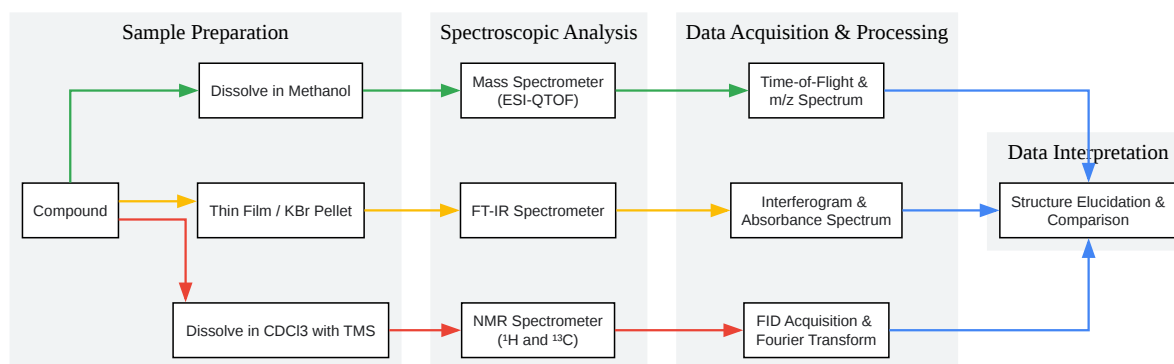 Sample Preparation
Spectroscopic Analysis
Data Acquisition & Processing
Dissolve in Methanol
Mass Spectrometer
(ESI-QTOF)
Time-of-Flight &
m/z Spectrum
Data Interpretation
Compound
Thin Film / KBr Pellet
FT-IR Spectrometer
Interferogram &
Absorbance Spectrum
Structure Elucidation &
Comparison
Dissolve in CDCl3 with TMS
NMR Spectrometer
(¹H and ¹³C)
FID Acquisition &
Fourier Transform